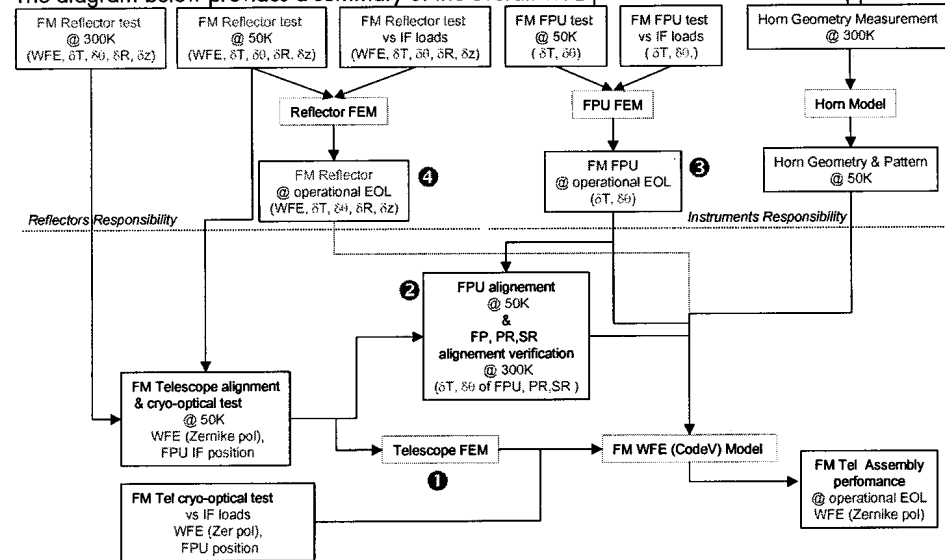 The diagram below provides a summary of the overall
FM Reflector test
@ 300K
(WFE, δT, δθ, δR, δz)
FM Reflector test
@ 50K
(WFE, δT, δθ, δR, δz)
FM Reflector test
vs IF loads
(WFE, δT, δθ, δR, δz)
FM FPU test
@ 50K
(δT, δθ)
FM FPU test
vs IF loads
(δT, δθ,)
Horn Geometry Measurement
@ 300K
Reflector FEM
FPU FEM
Horn Model
FM Reflector
@ operational EOL
(WFE, δT, δθ, δR, δz)
❹
FM FPU
@ operational EOL
(δT, δθ)
❸
Horn Geometry & Pattern
@ 50K
Reflectors Responsibility
Instruments Responsibility
❷
FPU alignement
@ 50K
&
FP, PR,SR
alignement verification
@ 300K
(δT, δθ of FPU, PR,SR )
FM Telescope alignment
& cryo-optical test
@ 50K
WFE (Zernike pol),
FPU IF position
Telescope FEM
❶
FM WFE (CodeV) Model
FM Tel Assembly
perfomance
@ operational EOL
WFE (Zernike pol)
FM Tel cryo-optical test
vs IF loads
WFE (Zer pol),
FPU position